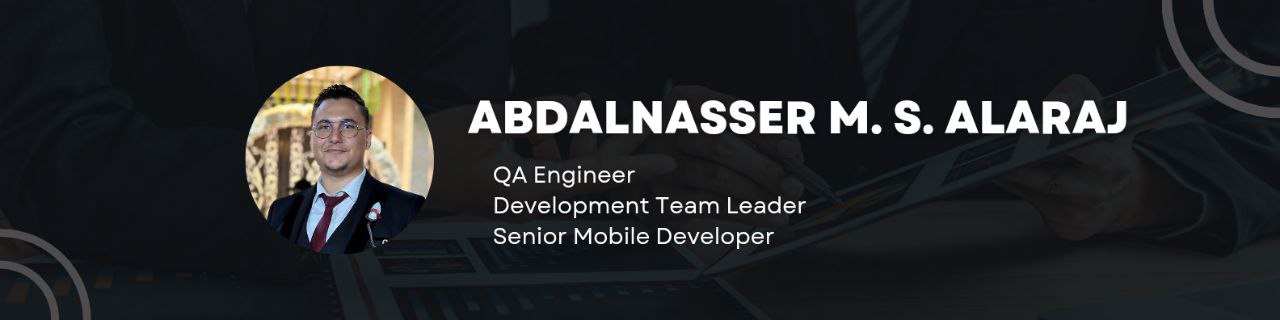 ABDALNASSER M. S. ALARAJ
QA Engineer
Development Team Leader
Senior Mobile Developer